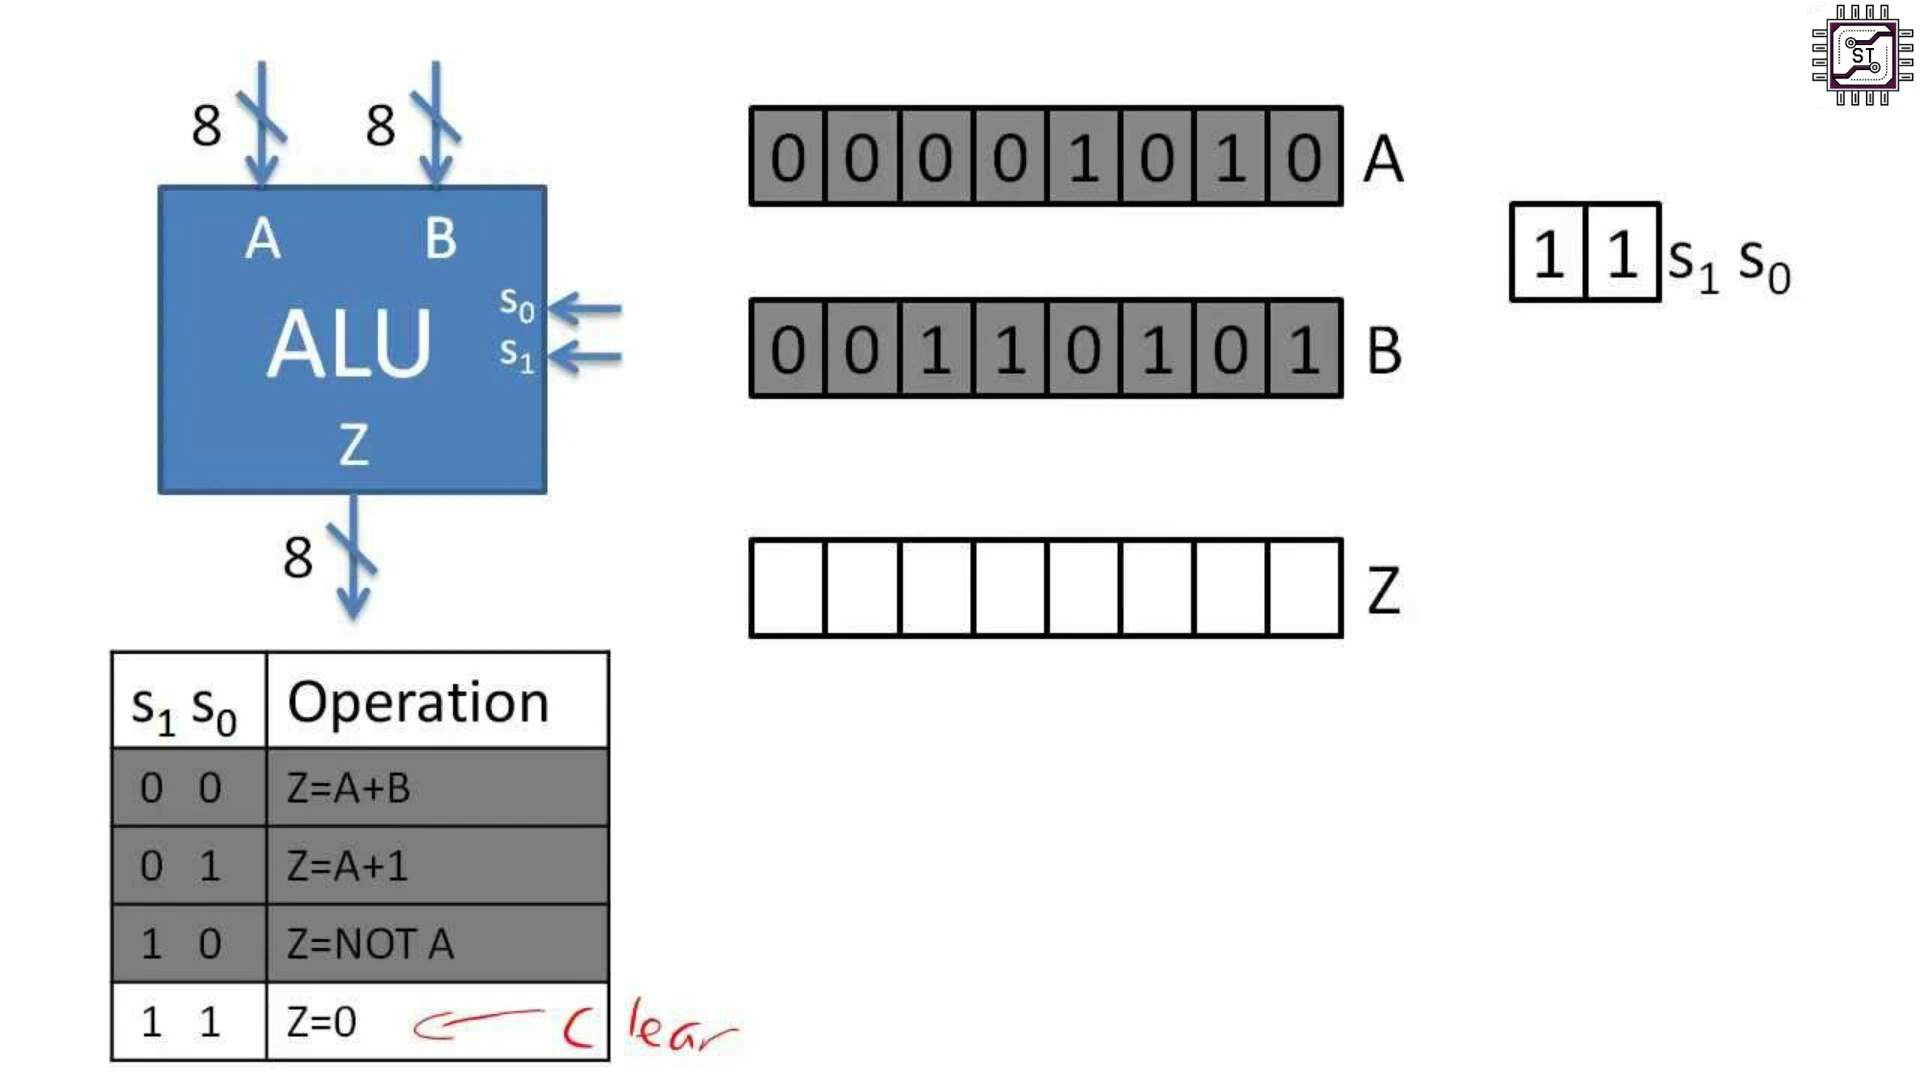 ST
8 8
A B
s0
ALU s1
Z
8
0 0 0 0 1 0 1 0 A
1 1 s1 s0
0 0 1 1 0 1 0 1 B
Z
s1 s0 Operation
0 0 Z=A+B
0 1 Z=A+1
1 0 Z=NOT A
1 1 Z=0 Clear